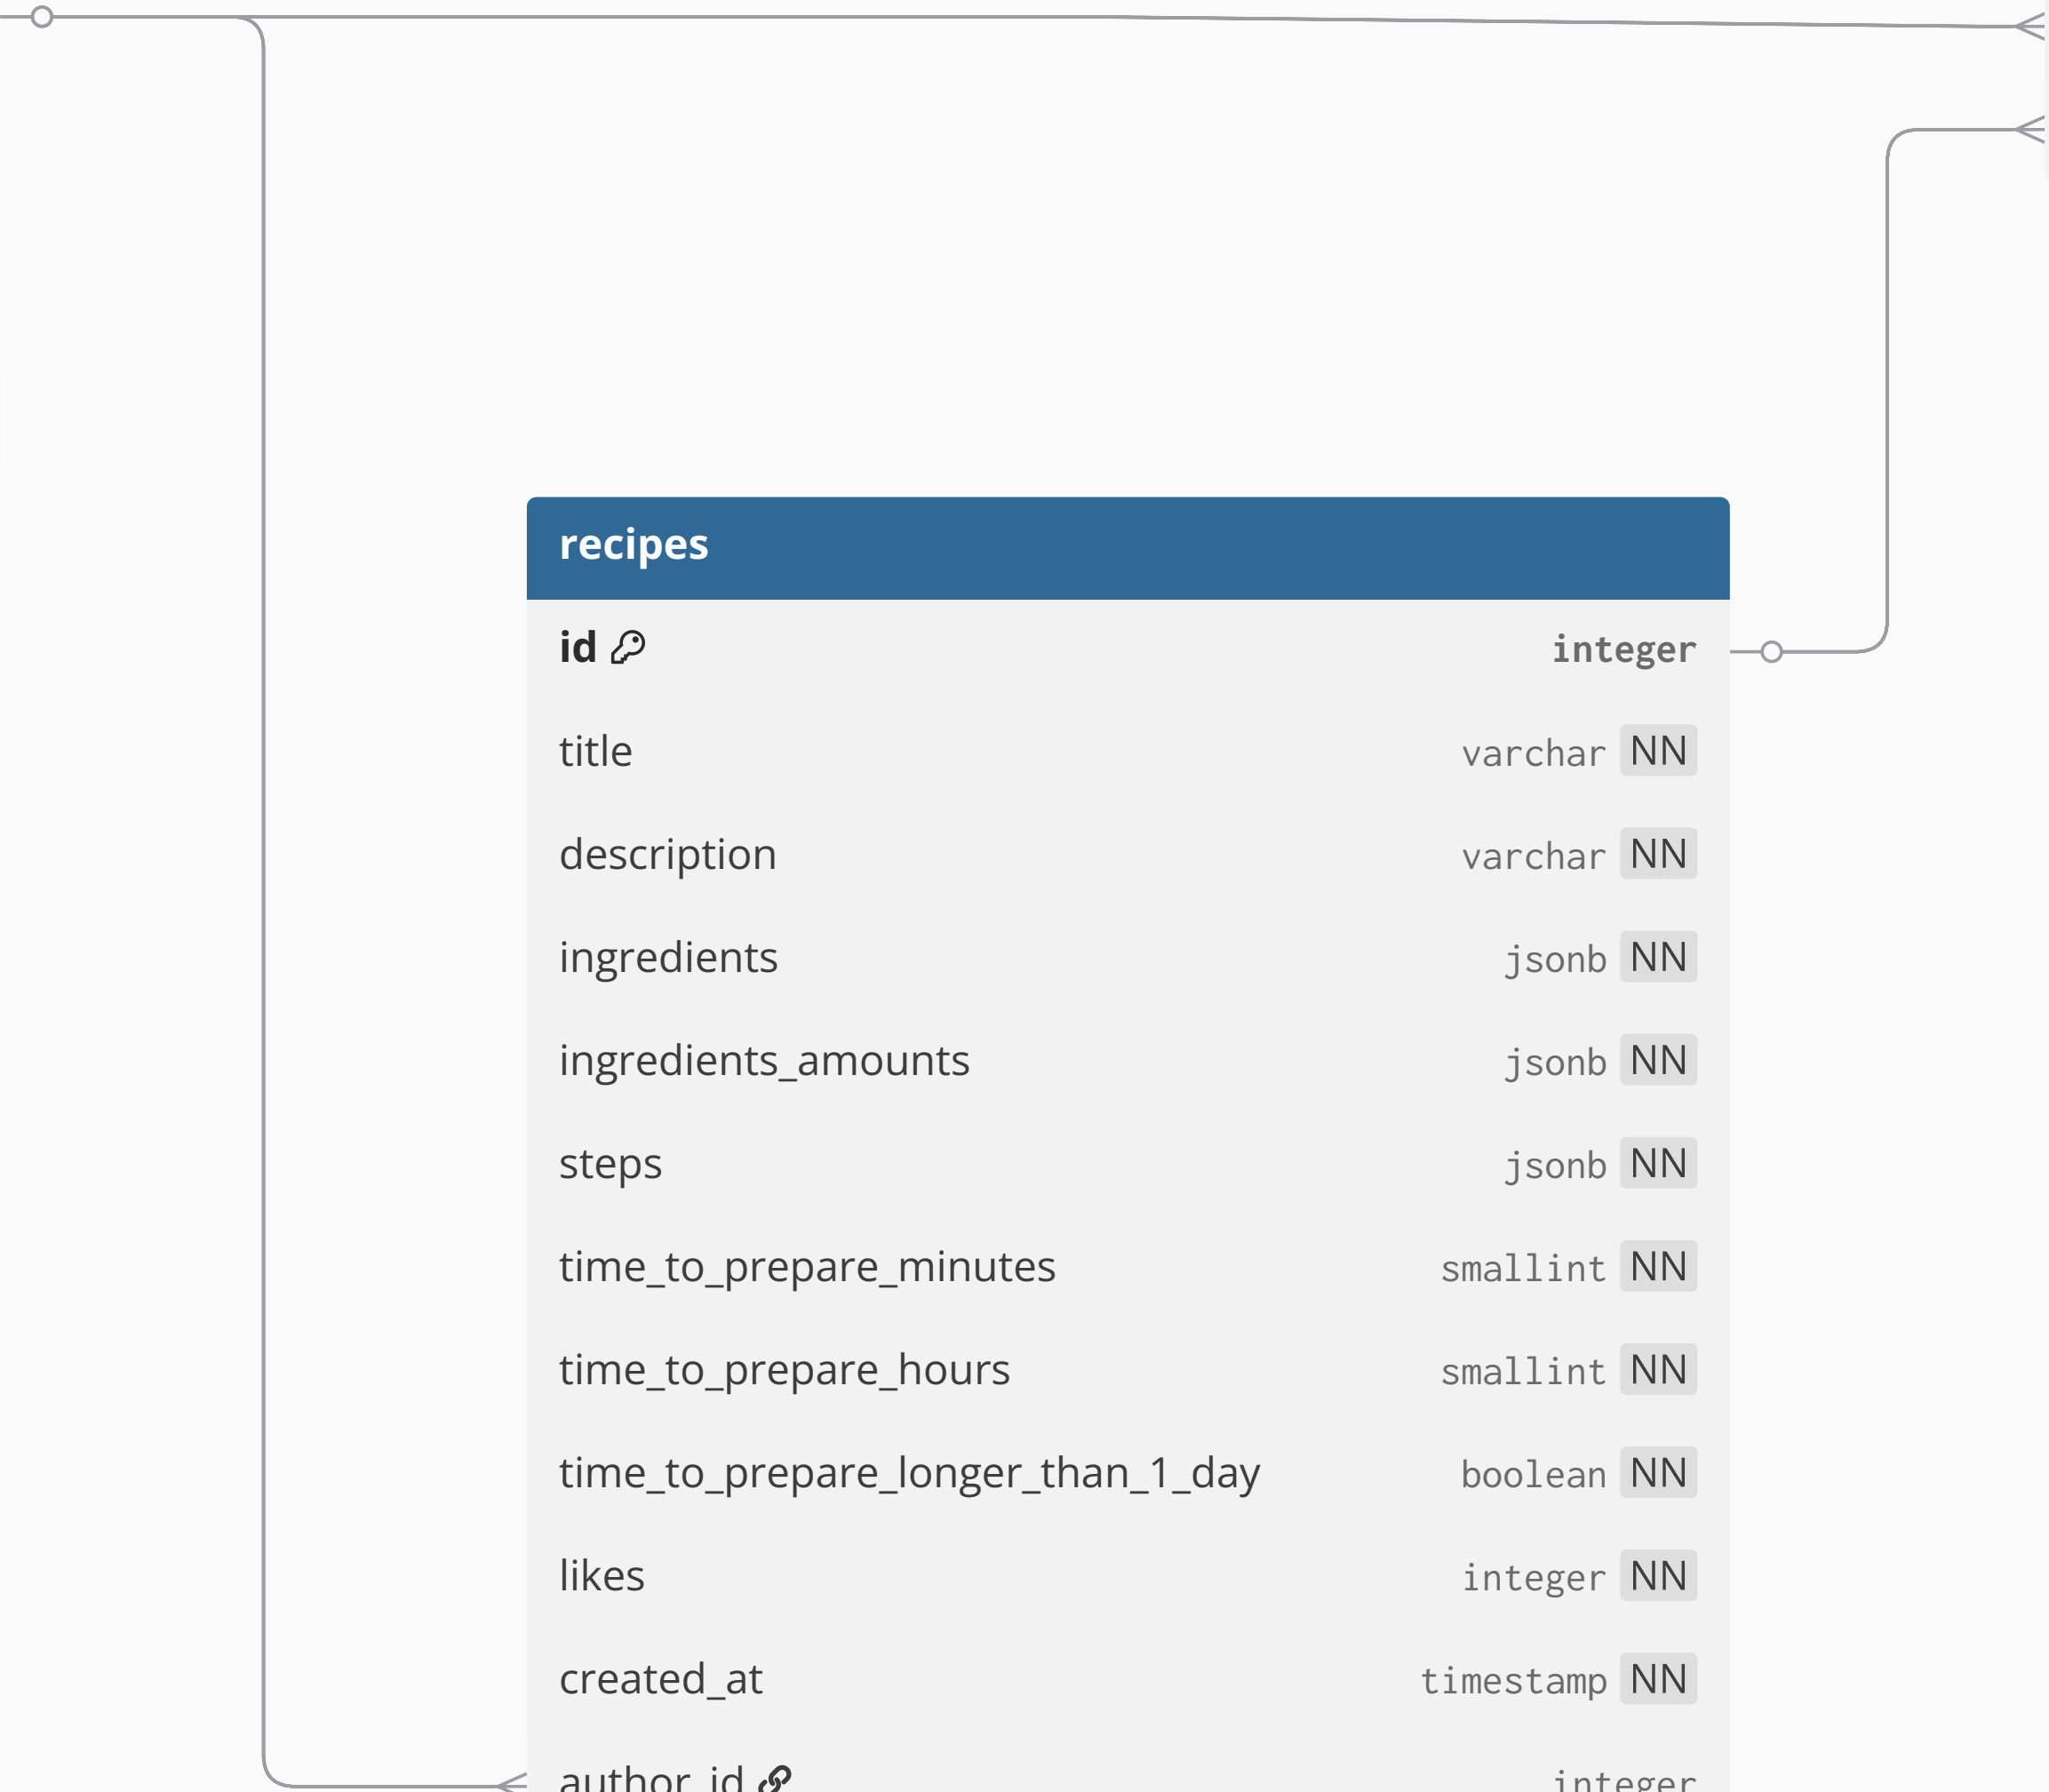 recipes
id integer
title varchar NN
description varchar NN
ingredients jsonb NN
ingredients_amounts jsonb NN
steps jsonb NN
time_to_prepare_minutes smallint NN
time_to_prepare_hours smallint NN
time_to_prepare_longer_than_1_day boolean NN
likes integer NN
created_at timestamp NN
author_id integer